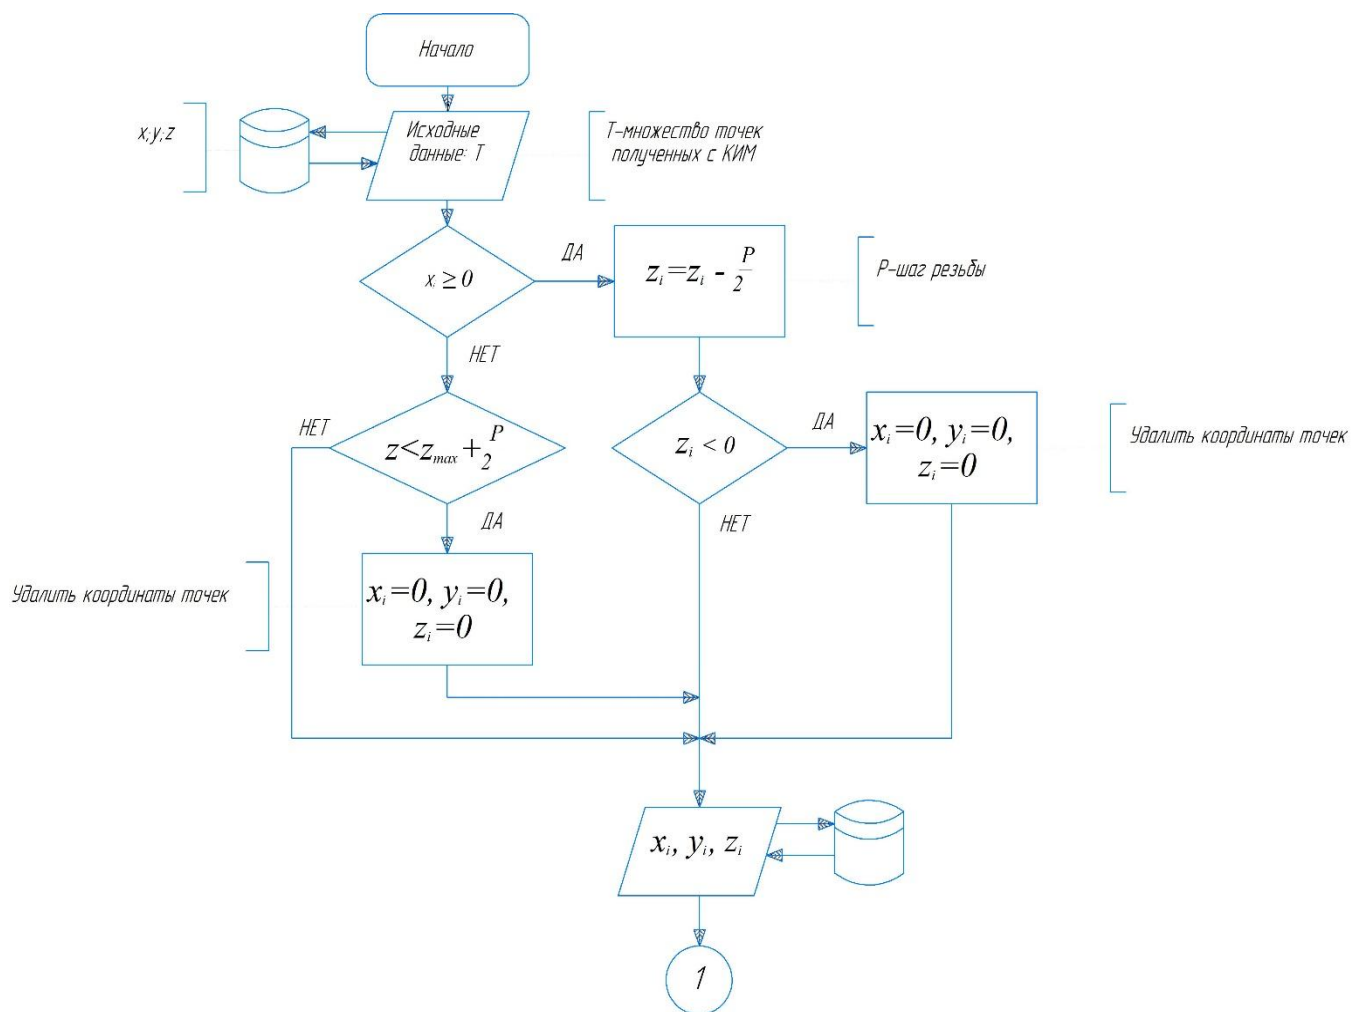 Начало
x;y;z
Исходные
данные: Т
Т-множество точек
полученных с КИМ
x_i ≥ 0
ДА
z_i=z_i - P/2
Р-шаг резьбы
НЕТ
НЕТ
z<z_max+P/2
z_i < 0
ДА
x_i=0, y_i=0,
z_i=0
Удалить координаты точек
ДА
НЕТ
Удалить координаты точек
x_i=0, y_i=0,
z_i=0
x_i, y_i, z_i
1